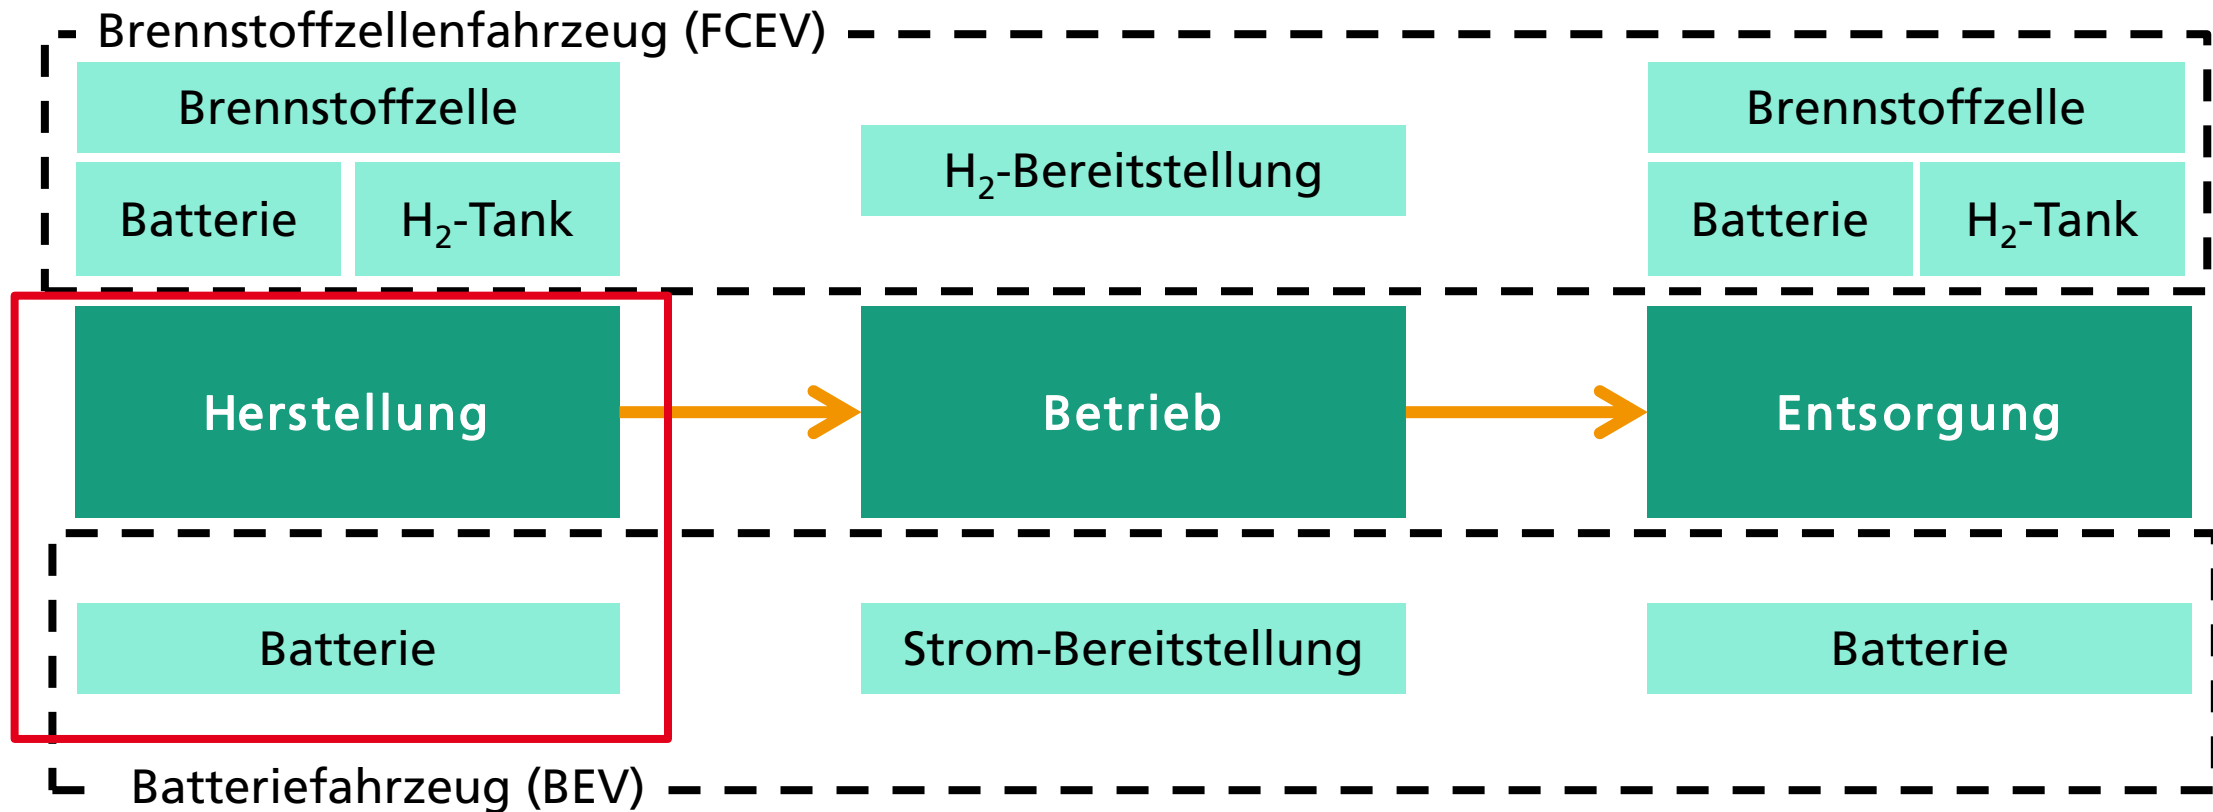 Brennstoffzellenfahrzeug (FCEV)
Brennstoffzelle
Batterie
H₂-Tank
H₂-Bereitstellung
Brennstoffzelle
Batterie
H₂-Tank
Herstellung
Betrieb
Entsorgung
Batterie
Strom-Bereitstellung
Batterie
Batteriefahrzeug (BEV)